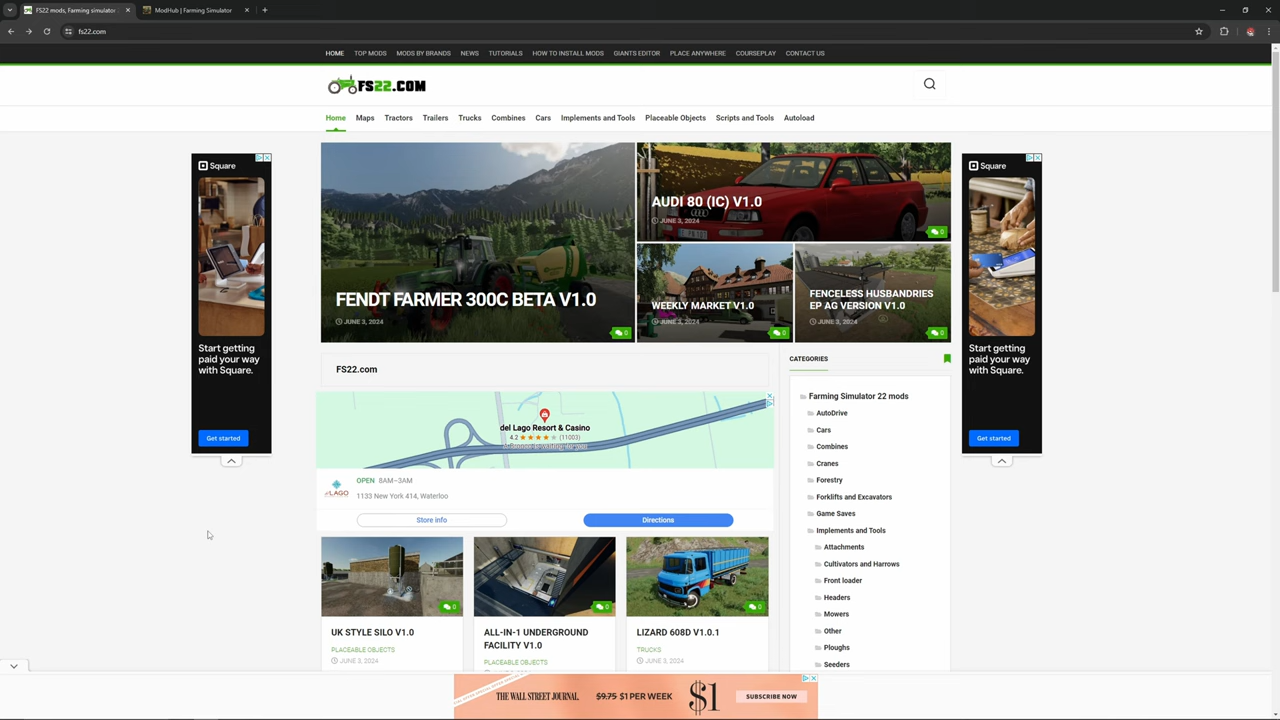 FS22 mods, Farming simulator
ModHub | Farming Simulator
fs22.com
HOME TOP MODS MODS BY BRANDS NEWS TUTORIALS HOW TO INSTALL MODS GIANTS EDITOR PLACE ANYWHERE COURSEPLAY CONTACT US
FS22.COM
Home Maps Tractors Trailers Trucks Combines Cars Implements and Tools Placeable Objects Scripts and Tools Autoload
Square
Start getting
paid your way
with Square.
Get started
FENDT FARMER 300C BETA V1.0
JUNE 3, 2024
0
AUDI 80 (IC) V1.0
JUNE 3, 2024
0
WEEKLY MARKET V1.0
JUNE 3, 2024
0
FENCELESS HUSBANDRIES
EP AG VERSION V1.0
JUNE 3, 2024
0
Square
Start getting
paid your way
with Square.
Get started
FS22.com
del Lago Resort & Casino
4.2 (11003)
OPEN 8AM–3AM
1133 New York 414, Waterloo
Store info
Directions
0
UK STYLE SILO V1.0
PLACEABLE OBJECTS
JUNE 3, 2024
0
ALL-IN-1 UNDERGROUND
FACILITY V1.0
PLACEABLE OBJECTS
0
LIZARD 608D V1.0.1
TRUCKS
JUNE 3, 2024
CATEGORIES
Farming Simulator 22 mods
AutoDrive
Cars
Combines
Cranes
Forestry
Forklifts and Excavators
Game Saves
Implements and Tools
Attachments
Cultivators and Harrows
Front loader
Headers
Mowers
Other
Ploughs
Seeders
THE WALL STREET JOURNAL. $9.75 $1 PER WEEK $1 SUBSCRIBE NOW